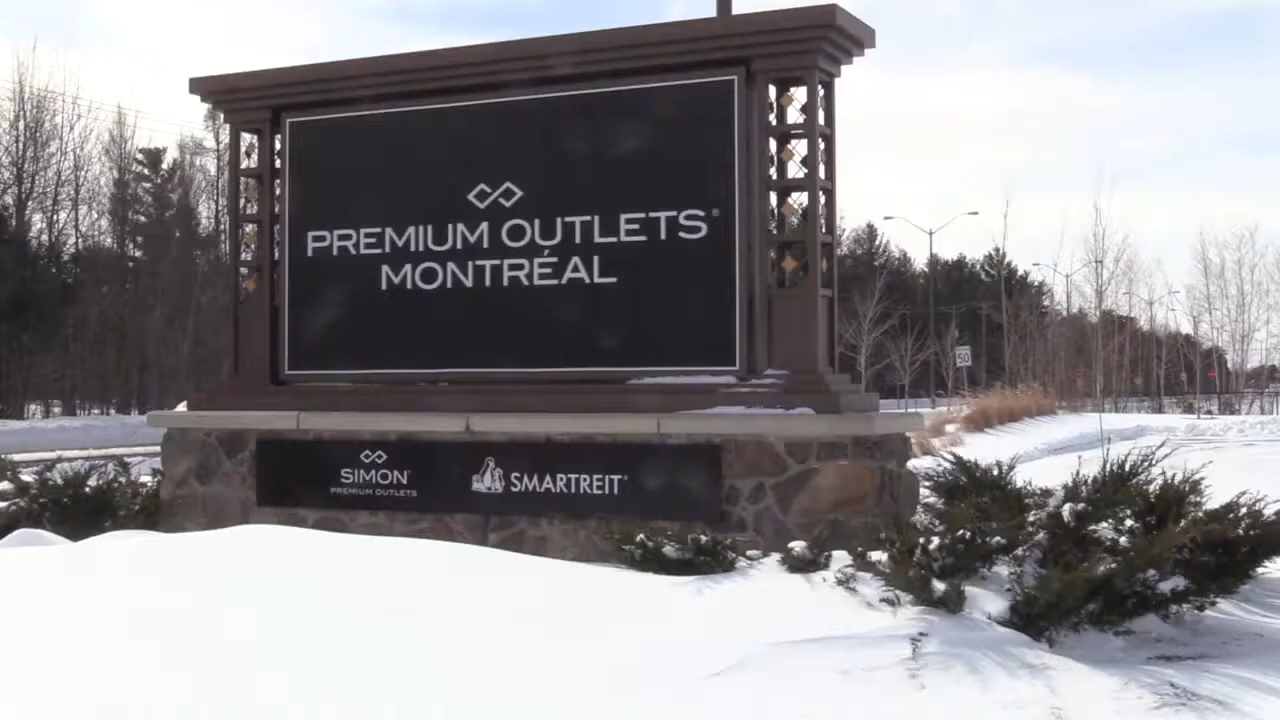 PREMIUM OUTLETS®
MONTRÉAL
SIMON®
PREMIUM OUTLETS
SMARTREIT®
50